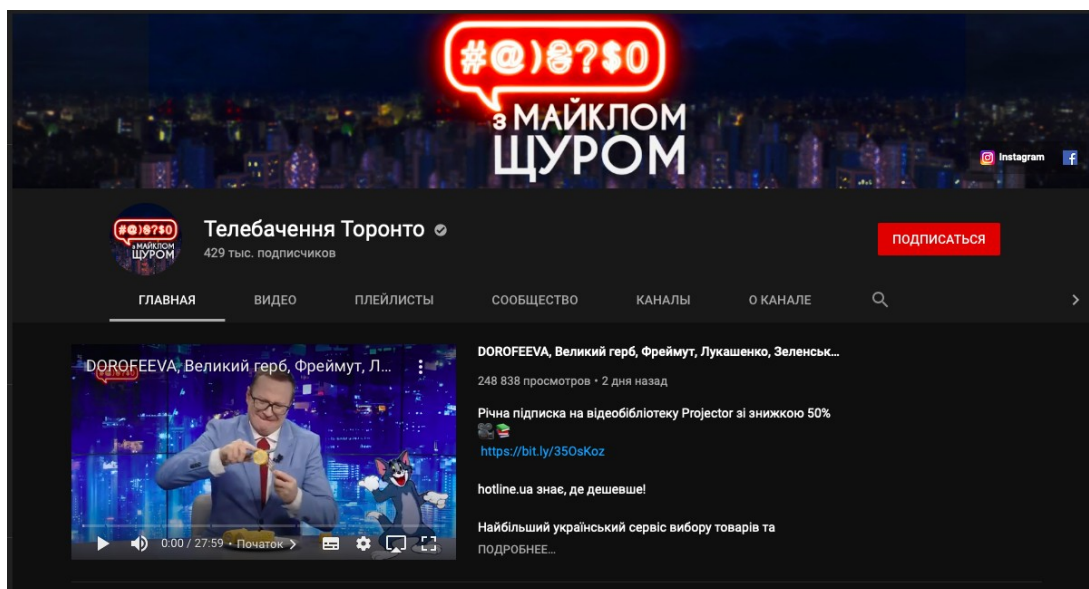 #@)₴?$0
з МАЙКЛОМ
ЩУРОМ
Instagram
#@)₴?$0
з МАЙКЛОМ
ЩУРОМ
Телебачення Торонто
429 тыс. подписчиков
ПОДПИСАТЬСЯ
ГЛАВНАЯ ВИДЕО ПЛЕЙЛИСТЫ СООБЩЕСТВО КАНАЛЫ О КАНАЛЕ
DOROFEEVA, Великий герб, Фреймут, Л...
0:00 / 27:59 • Початок
DOROFEEVA, Великий герб, Фреймут, Лукашенко, Зеленськ...
248 838 просмотров • 2 дня назад
Річна підписка на відеобібліотеку Projector зі знижкою 50%
🎥📚
https://bit.ly/35OsKoz
hotline.ua знає, де дешевше!
Найбільший український сервіс вибору товарів та
ПОДРОБНЕЕ...